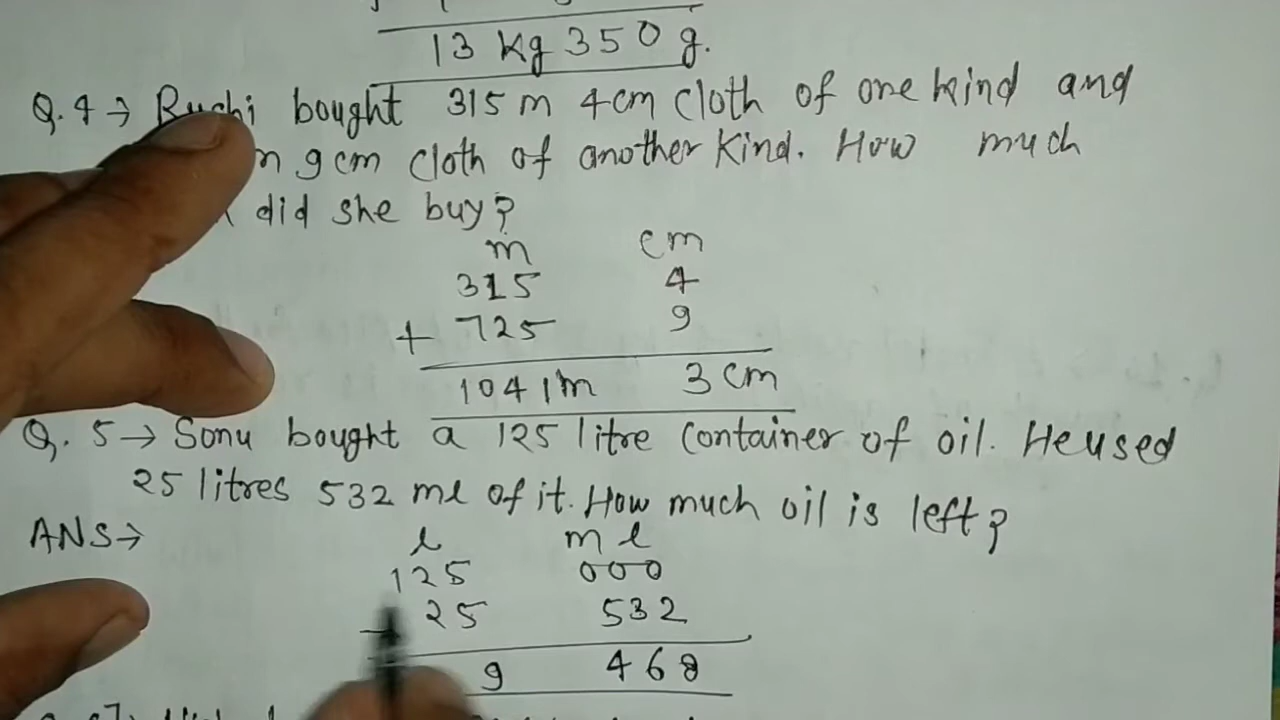 13 kg 350 g.
Q.4→ Ruchi bought 315 m 4cm cloth of one kind and
9 cm cloth of another kind. How much
did she buy?
m cm
315 4
+ 725 9
1041m 3 cm
Q. 5→ Sonu bought a 125 litre container of oil. He used
25 litres 532 ml of it. How much oil is left?
ANS→
l ml
125 000
25 532
9 468